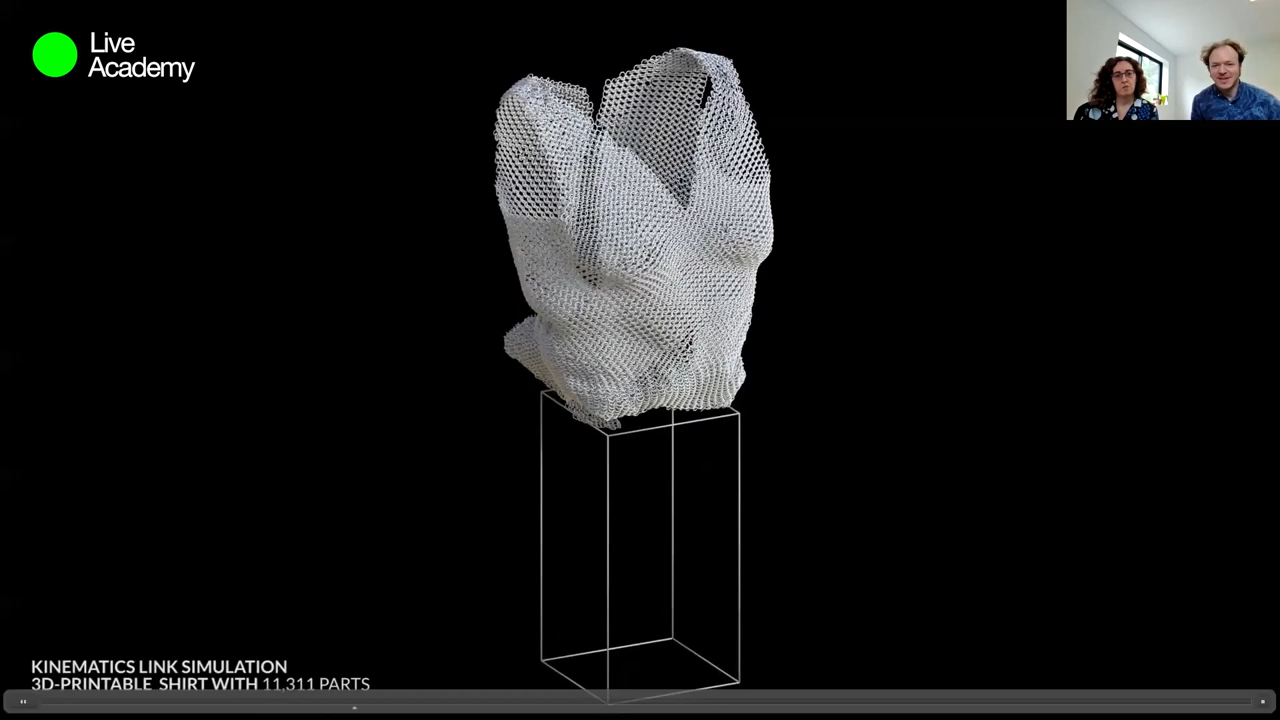 Live
Academy
KINEMATICS LINK SIMULATION
3D-PRINTABLE SHIRT WITH 11,311 PARTS